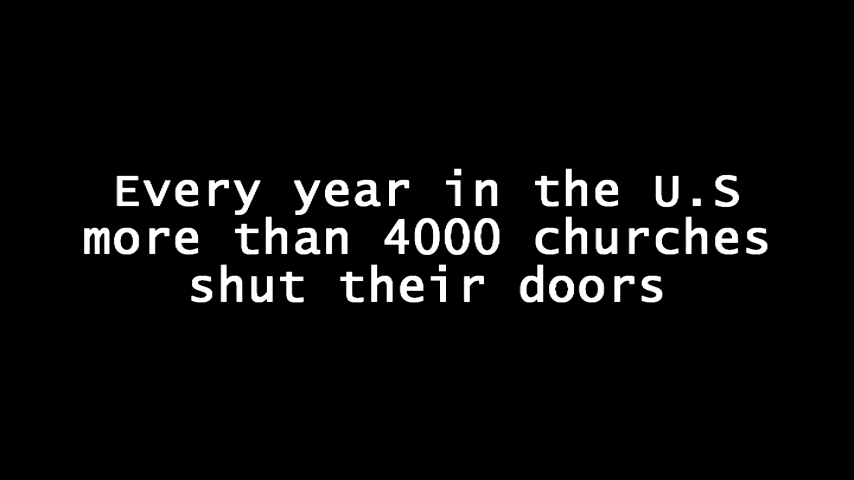 Every year in the U.S
more than 4000 churches
shut their doors